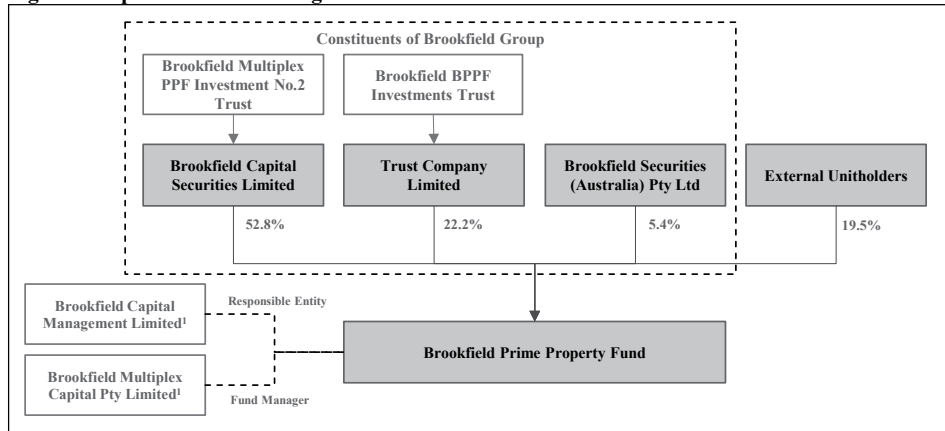 Constituents of Brookfield Group
Brookfield Multiplex
PPF Investment No.2
Trust
Brookfield BPPF
Investments Trust
Brookfield Capital
Securities Limited
Trust Company
Limited
Brookfield Securities
(Australia) Pty Ltd
External Unitholders
52.8%
22.2%
5.4%
19.5%
Brookfield Capital
Management Limited¹
Responsible Entity
Brookfield Prime Property Fund
Brookfield Multiplex
Capital Pty Limited¹
Fund Manager